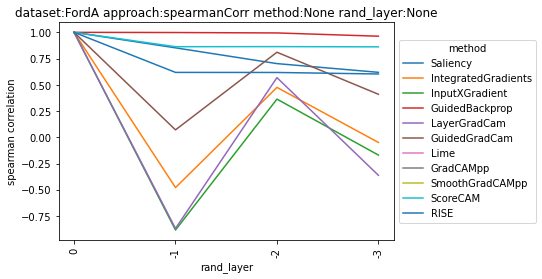 dataset:FordA approach:spearmanCorr method:None rand_layer:None
1.00
0.75
0.50
0.25
0.00
-0.25
-0.50
-0.75
spearman correlation
0
-1
-2
-3
rand_layer
method
Saliency
IntegratedGradients
InputXGradient
GuidedBackprop
LayerGradCam
GuidedGradCam
Lime
GradCAMpp
SmoothGradCAMpp
ScoreCAM
RISE